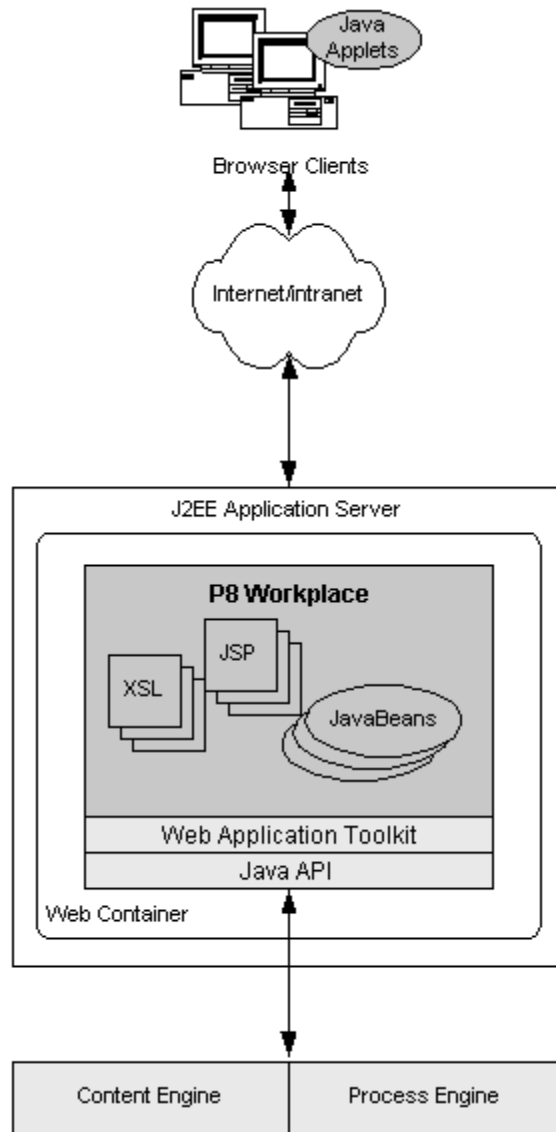 Java
Applets
Browser Clients
Internet/intranet
J2EE Application Server
P8 Workplace
JSP
XSL
JavaBeans
Web Application Toolkit
Java API
Web Container
Content Engine
Process Engine